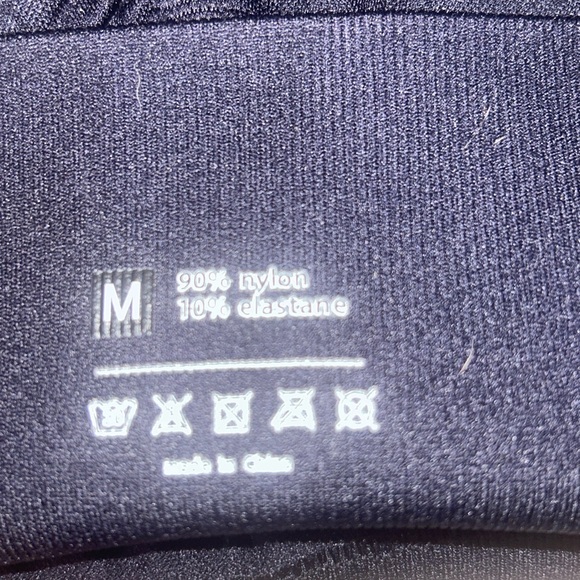 M
90% nylon
10% elastane
Made in China